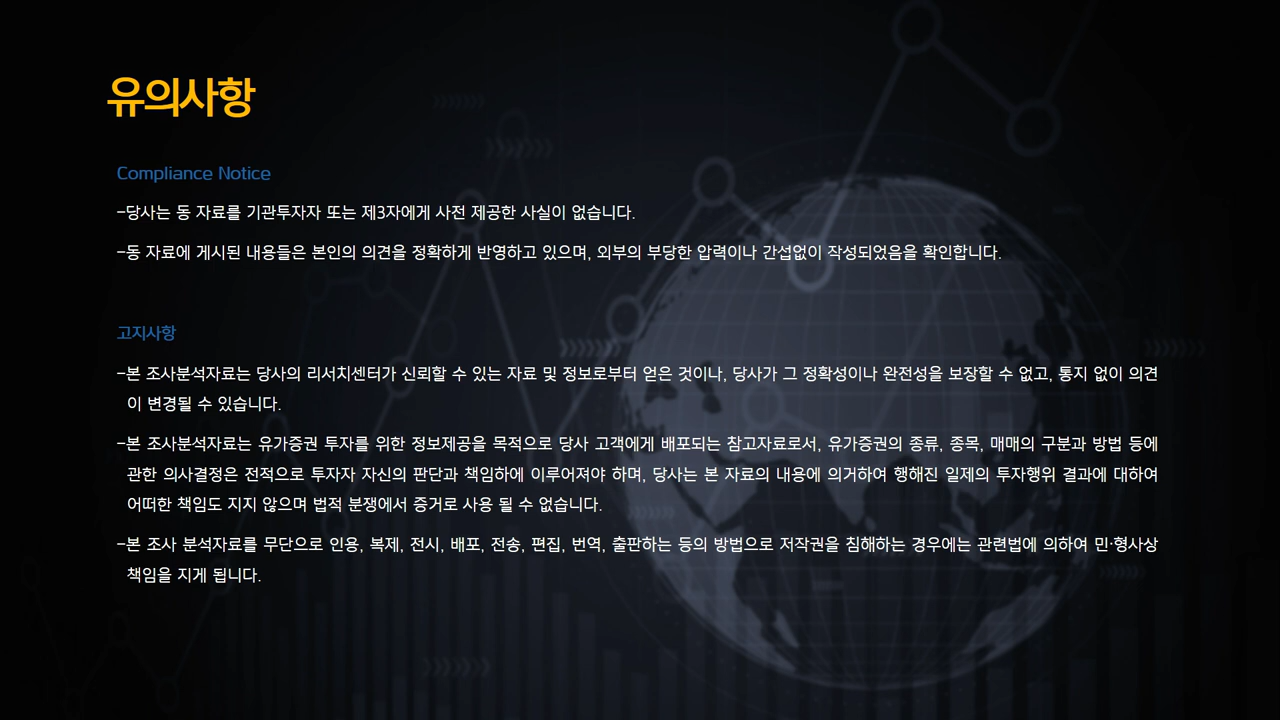 유의사항
Compliance Notice
-당사는 동 자료를 기관투자자 또는 제3자에게 사전 제공한 사실이 없습니다.
-동 자료에 게시된 내용들은 본인의 의견을 정확하게 반영하고 있으며, 외부의 부당한 압력이나 간섭없이 작성되었음을 확인합니다.
고지사항
-본 조사분석자료는 당사의 리서치센터가 신뢰할 수 있는 자료 및 정보로부터 얻은 것이나, 당사가 그 정확성이나 완전성을 보장할 수 없고, 통지 없이 의견
이 변경될 수 있습니다.
-본 조사분석자료는 유가증권 투자를 위한 정보제공을 목적으로 당사 고객에게 배포되는 참고자료로서, 유가증권의 종류, 종목, 매매의 구분과 방법 등에
관한 의사결정은 전적으로 투자자 자신의 판단과 책임하에 이루어져야 하며, 당사는 본 자료의 내용에 의거하여 행해진 일체의 투자행위 결과에 대하여
어떠한 책임도 지지 않으며 법적 분쟁에서 증거로 사용 될 수 없습니다.
-본 조사 분석자료를 무단으로 인용, 복제, 전시, 배포, 전송, 편집, 번역, 출판하는 등의 방법으로 저작권을 침해하는 경우에는 관련법에 의하여 민·형사상
책임을 지게 됩니다.